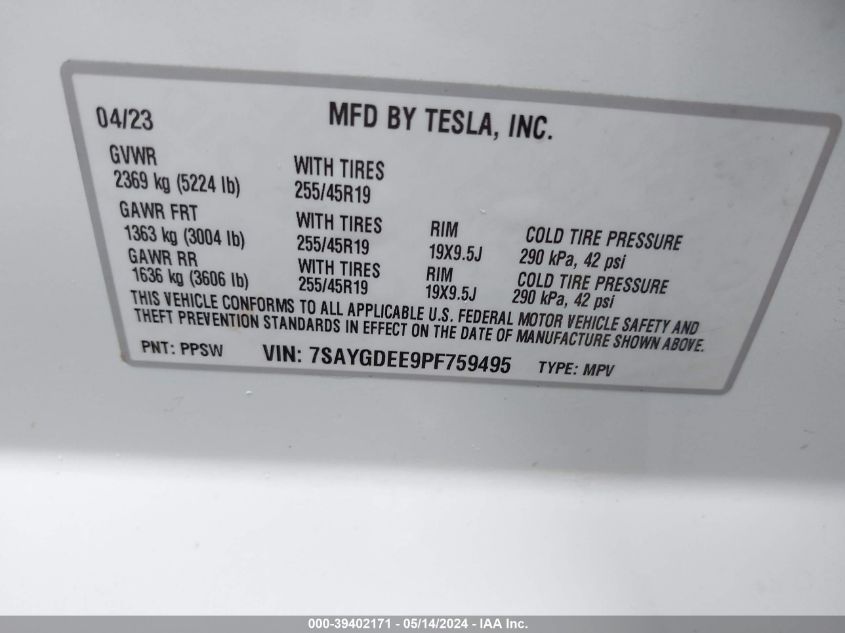 04/23 MFD BY TESLA, INC.
GVWR
2369 kg (5224 lb) WITH TIRES
255/45R19
GAWR FRT
1363 kg (3004 lb) WITH TIRES
255/45R19 RIM
19X9.5J COLD TIRE PRESSURE
290 kPa, 42 psi
GAWR RR
1636 kg (3606 lb) WITH TIRES
255/45R19 RIM
19X9.5J COLD TIRE PRESSURE
290 kPa, 42 psi
THIS VEHICLE CONFORMS TO ALL APPLICABLE U.S. FEDERAL MOTOR VEHICLE SAFETY AND
THEFT PREVENTION STANDARDS IN EFFECT ON THE DATE OF MANUFACTURE SHOWN ABOVE.
PNT: PPSW VIN: 7SAYGDEE9PF759495 TYPE: MPV
000-39402171 - 05/14/2024 - IAA Inc.